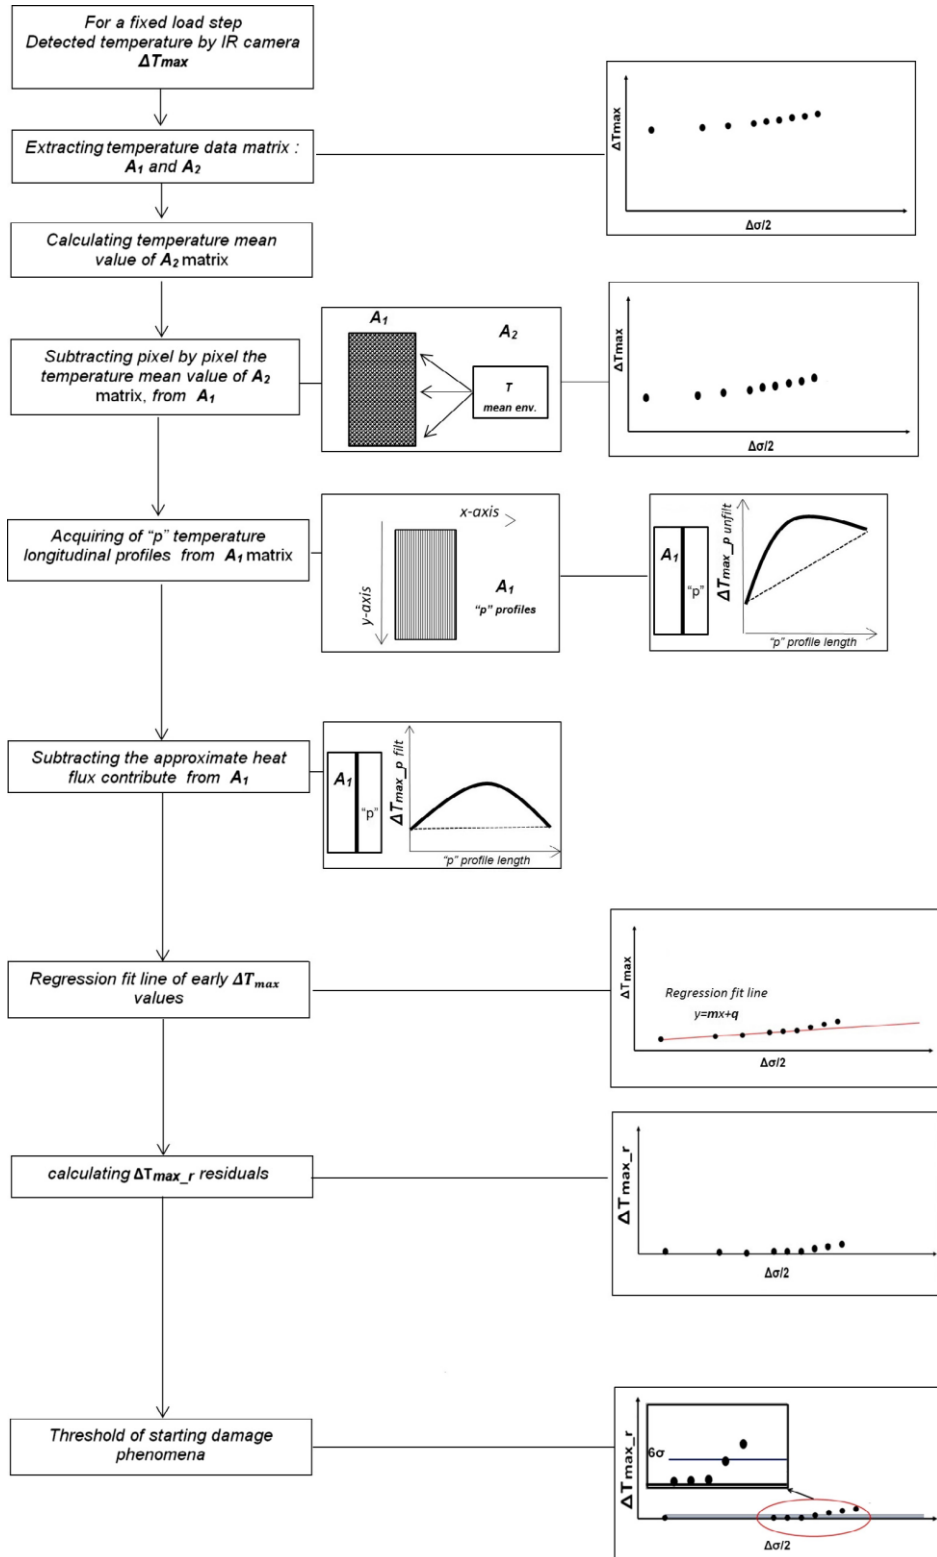 For a fixed load step
Detected temperature by IR camera
ΔTmax
Extracting temperature data matrix :
A1 and A2
ΔTmax
Δσ/2
Calculating temperature mean
value of A2 matrix
Subtracting pixel by pixel the
temperature mean value of A2
matrix, from A1
A1
A2
T
mean env.
ΔTmax
Δσ/2
Acquiring of “p” temperature
longitudinal profiles from A1 matrix
x-axis
y-axis
A1
“p” profiles
A1
“p”
ΔTmax_p unfilt
“p” profile length
Subtracting the approximate heat
flux contribute from A1
A1
“p”
ΔTmax_p filt
“p” profile length
Regression fit line of early ΔTmax
values
ΔTmax
Regression fit line
y=mx+q
Δσ/2
calculating ΔTmax_r residuals
ΔTmax_r
Δσ/2
Threshold of starting damage
phenomena
ΔTmax_r
6σ
Δσ/2